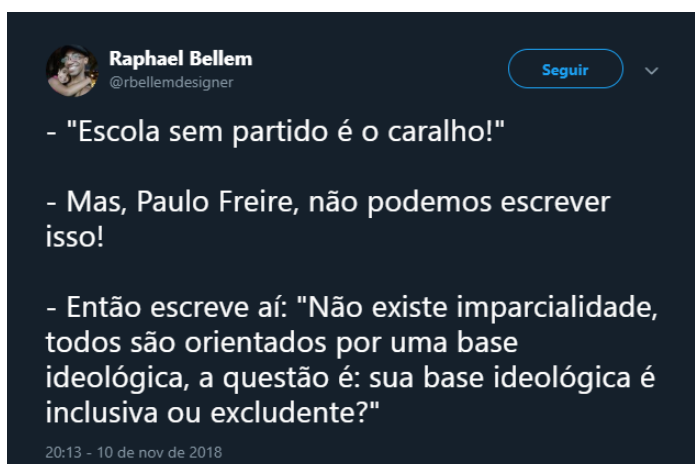 Raphael Bellem
@rbellemdesigner
Seguir
- "Escola sem partido é o caralho!"
- Mas, Paulo Freire, não podemos escrever
isso!
- Então escreve aí: "Não existe imparcialidade,
todos são orientados por uma base
ideológica, a questão é: sua base ideológica é
inclusiva ou excludente?"
20:13 - 10 de nov de 2018